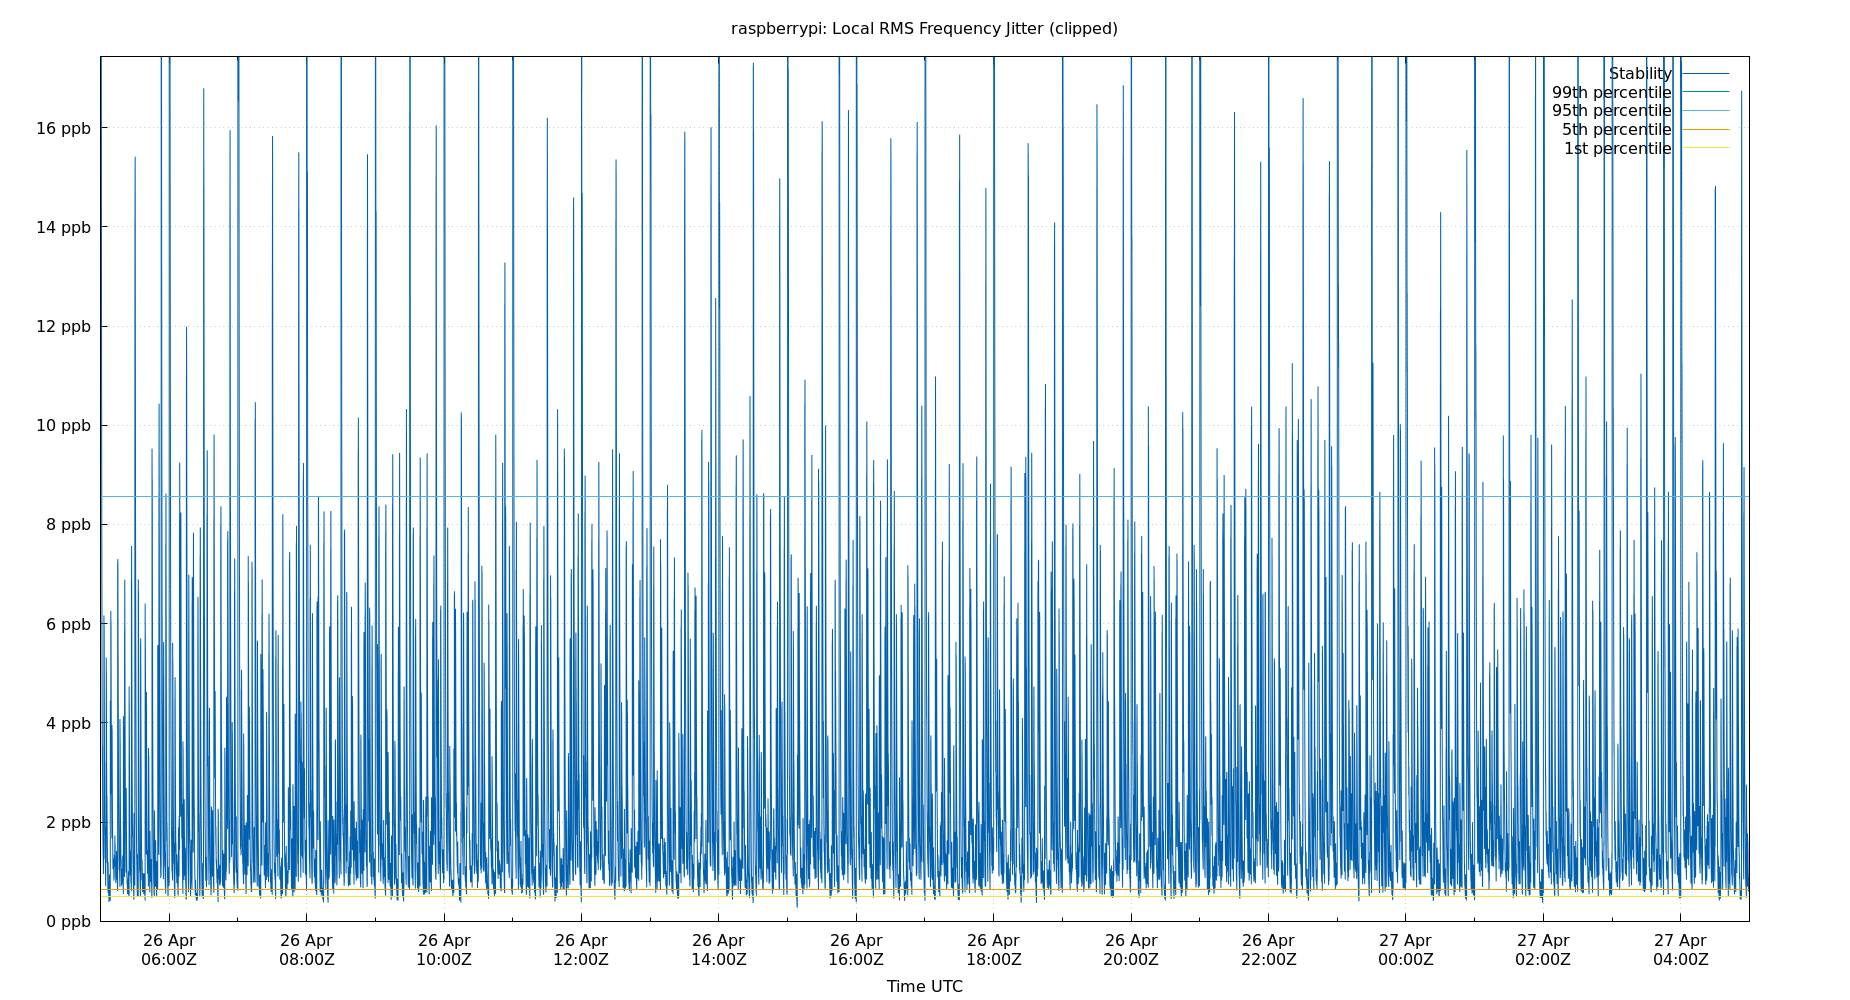 raspberrypi: Local RMS Frequency Jitter (clipped)
Stability
99th percentile
95th percentile
5th percentile
1st percentile
16 ppb
14 ppb
12 ppb
10 ppb
8 ppb
6 ppb
4 ppb
2 ppb
0 ppb
26 Apr 26 Apr 26 Apr 26 Apr 26 Apr 26 Apr 26 Apr 26 Apr 26 Apr 27 Apr 27 Apr 27 Apr
06:00Z 08:00Z 10:00Z 12:00Z 14:00Z 16:00Z 18:00Z 20:00Z 22:00Z 00:00Z 02:00Z 04:00Z
Time UTC